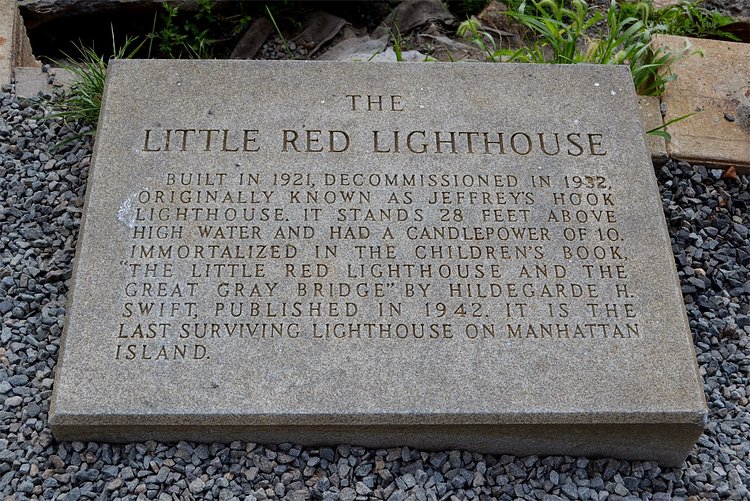 THE
LITTLE RED LIGHTHOUSE
BUILT IN 1921, DECOMMISSIONED IN 1932,
ORIGINALLY KNOWN AS JEFFREY'S HOOK
LIGHTHOUSE. IT STANDS 28 FEET ABOVE
HIGH WATER AND HAD A CANDLEPOWER OF 10.
IMMORTALIZED IN THE CHILDREN'S BOOK,
"THE LITTLE RED LIGHTHOUSE AND THE
GREAT GRAY BRIDGE" BY HILDEGARDE H.
SWIFT, PUBLISHED IN 1942. IT IS THE
LAST SURVIVING LIGHTHOUSE ON MANHATTAN
ISLAND.